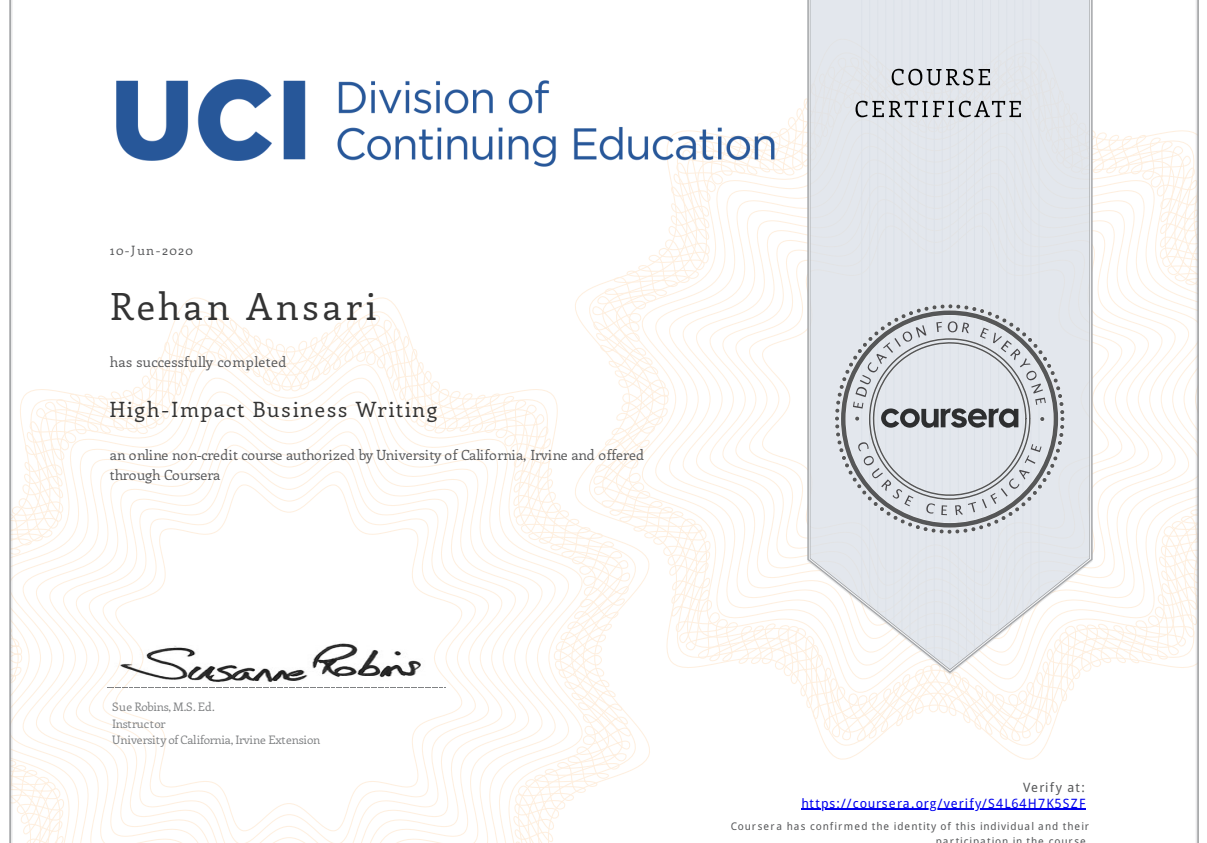 UCI Division of
Continuing Education
COURSE
CERTIFICATE
10-Jun-2020
Rehan Ansari
has successfully completed
High-Impact Business Writing
an online non-credit course authorized by University of California, Irvine and offered
through Coursera
EDUCATION FOR EVERYONE
coursera
COURSE CERTIFICATE
Susanne Robins
Sue Robins, M.S. Ed.
Instructor
University of California, Irvine Extension
Verify at:
https://coursera.org/verify/S4L64H7K5SZF
Coursera has confirmed the identity of this individual and their
participation in the course